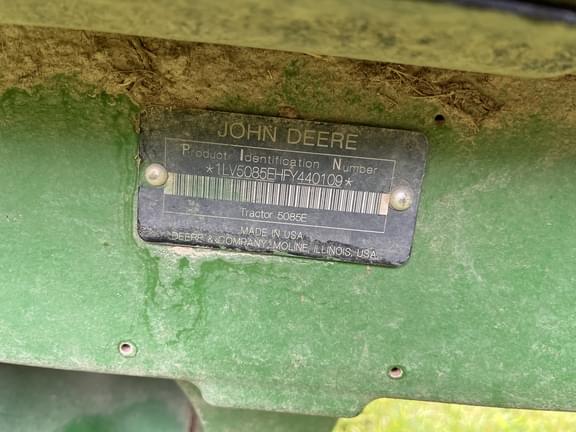 JOHN DEERE
Product Identification Number
*1LV5085EHFY440109*
Tractor 5085E
MADE IN USA
DEERE & COMPANY, MOLINE, ILLINOIS, USA